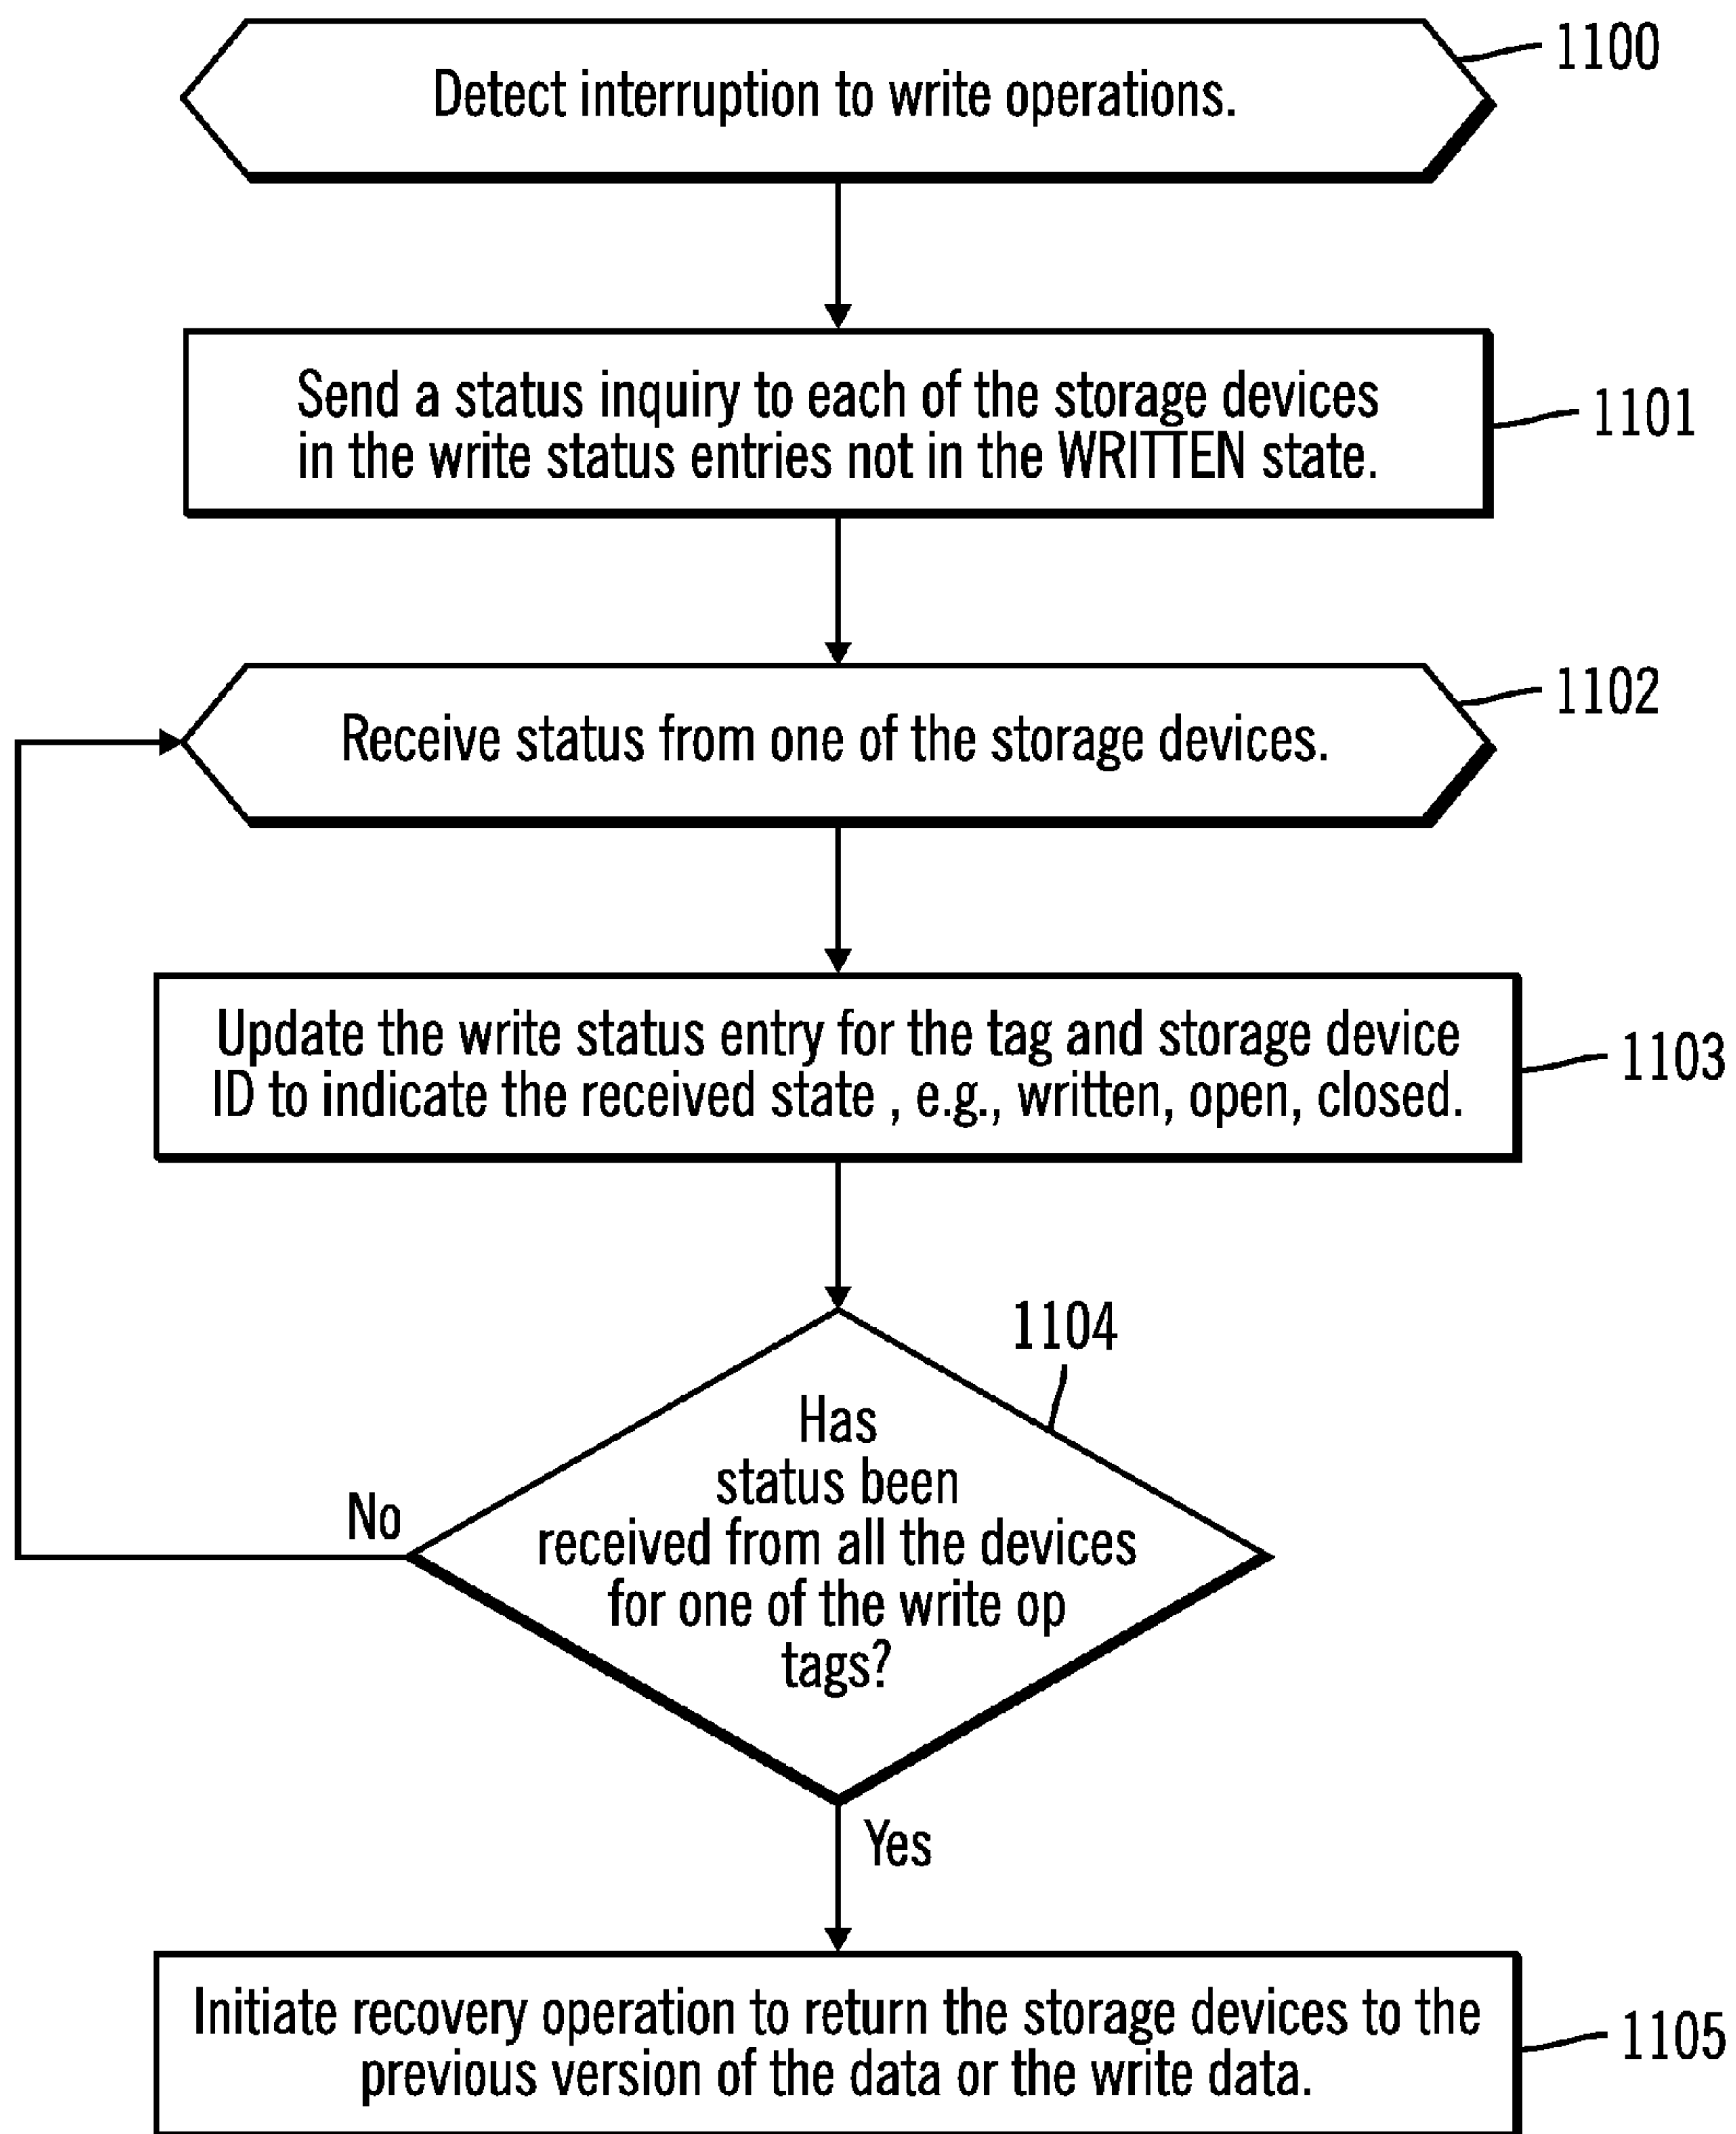 Detect interruption to write operations.
1100
Send a status inquiry to each of the storage devices
in the write status entries not in the WRITTEN state.
1101
Receive status from one of the storage devices.
1102
Update the write status entry for the tag and storage device
ID to indicate the received state , e.g., written, open, closed.
1103
1104
Has
status been
received from all the devices
for one of the write op
tags?
No
Yes
Initiate recovery operation to return the storage devices to the
previous version of the data or the write data.
1105